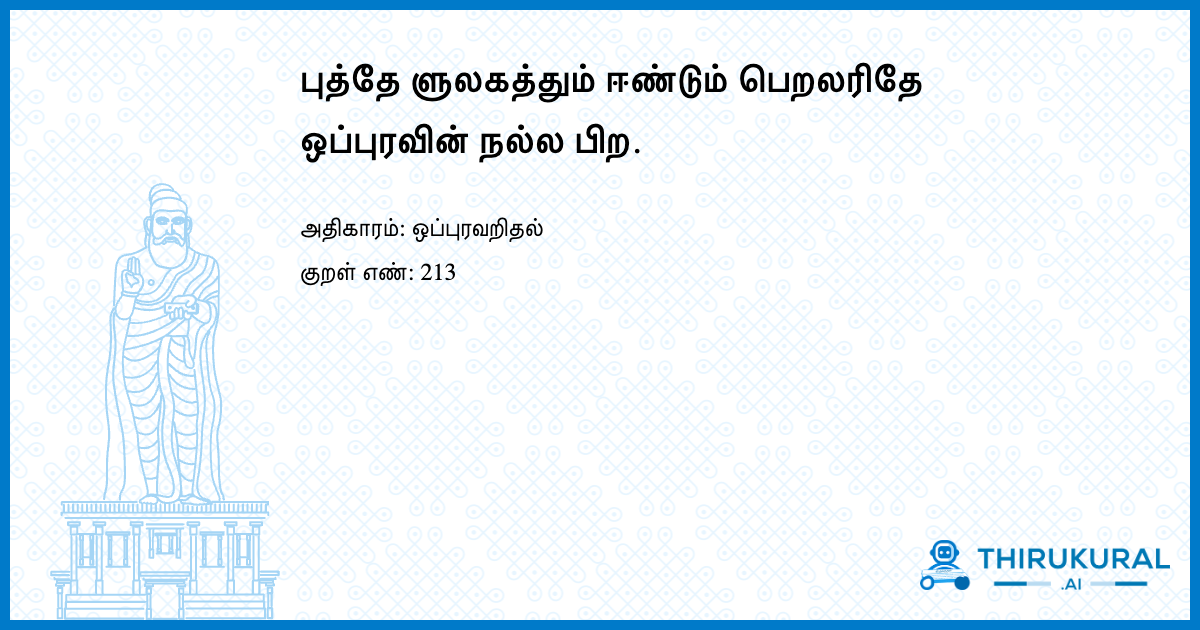 புத்தே ளுலகத்தும் ஈண்டும் பெறலரிதே
ஒப்புரவின் நல்ல பிற.
அதிகாரம்: ஒப்புரவறிதல்
குறள் எண்: 213
THIRUKURAL
.AI